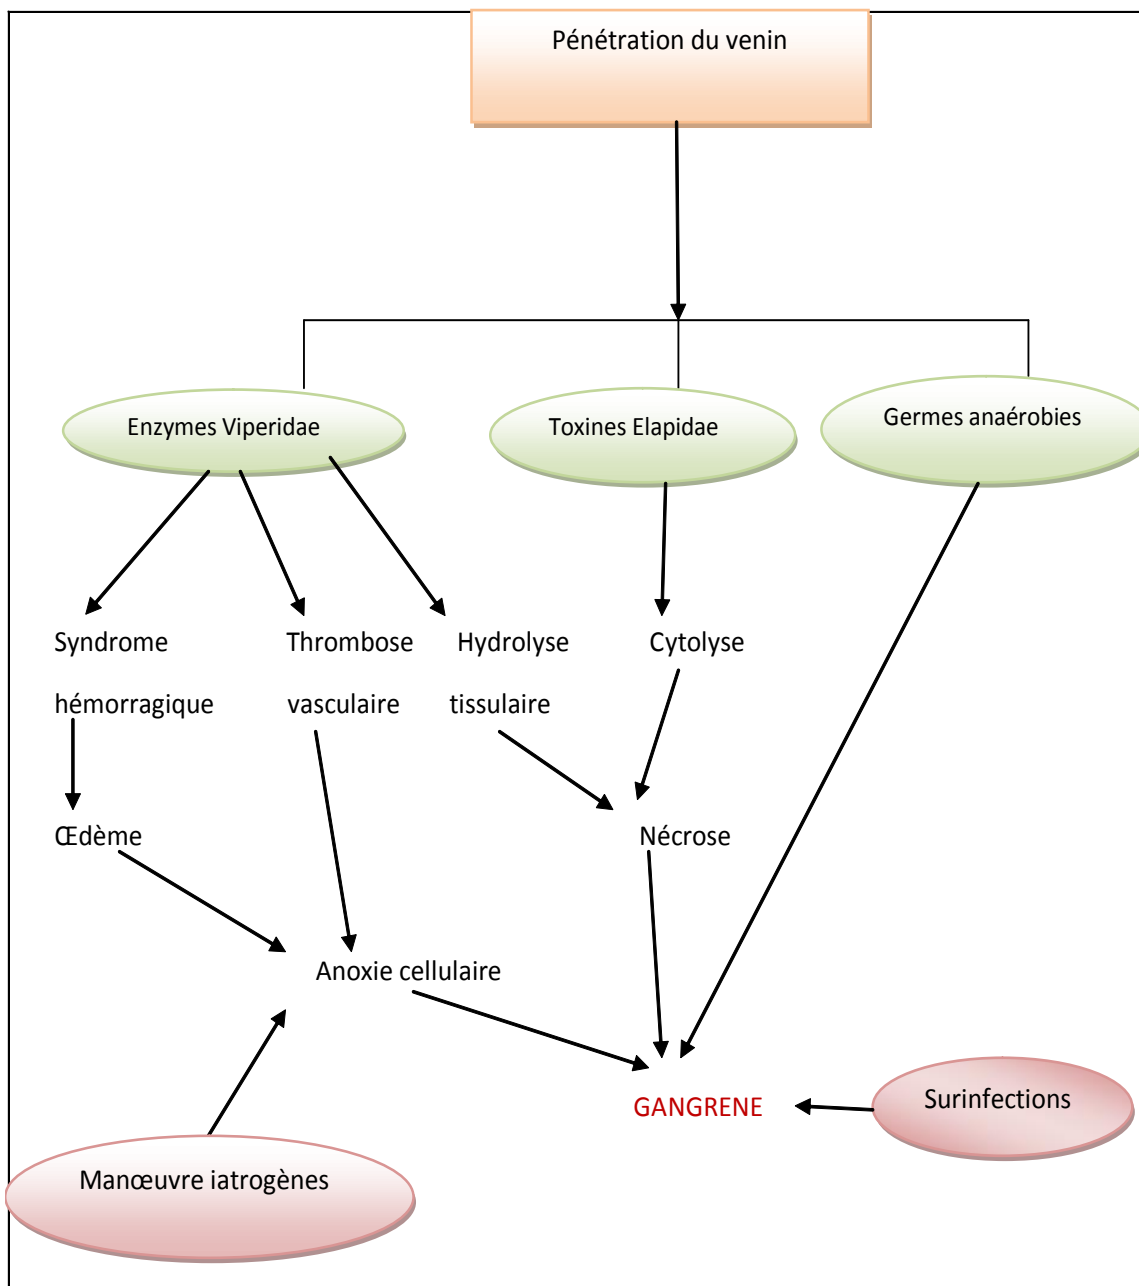 Pénétration du venin
Enzymes Viperidae
Toxines Elapidae
Germes anaérobies
Syndrome
hémorragique
Thrombose
vasculaire
Hydrolyse
tissulaire
Cytolyse
Œdème
Nécrose
Anoxie cellulaire
GANGRENE
Surinfections
Manœuvre iatrogènes